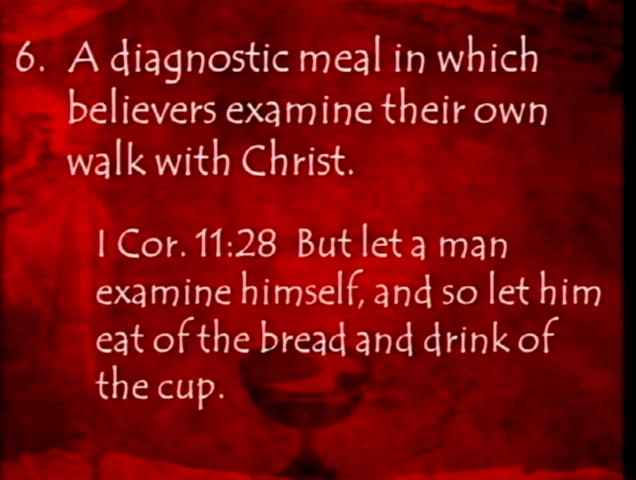 6. A diagnostic meal in which
believers examine their own
walk with Christ.
I Cor. 11:28 But let a man
examine himself, and so let him
eat of the bread and drink of
the cup.